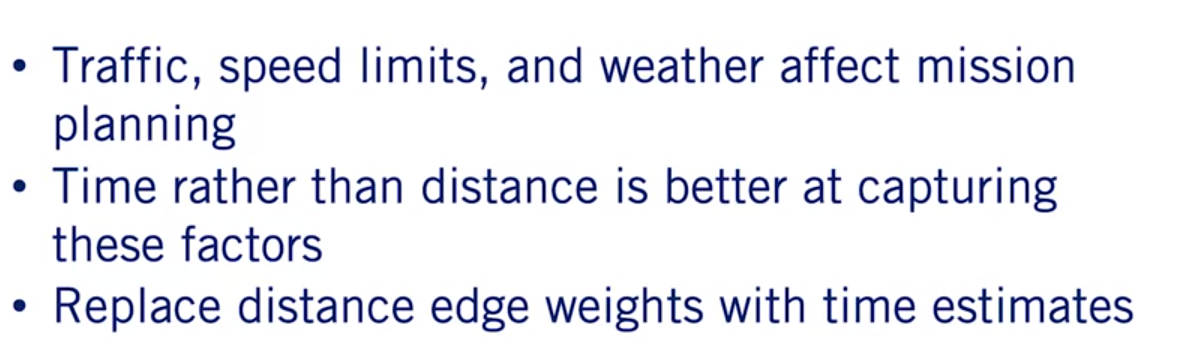 • Traffic, speed limits, and weather affect mission
planning
• Time rather than distance is better at capturing
these factors
• Replace distance edge weights with time estimates